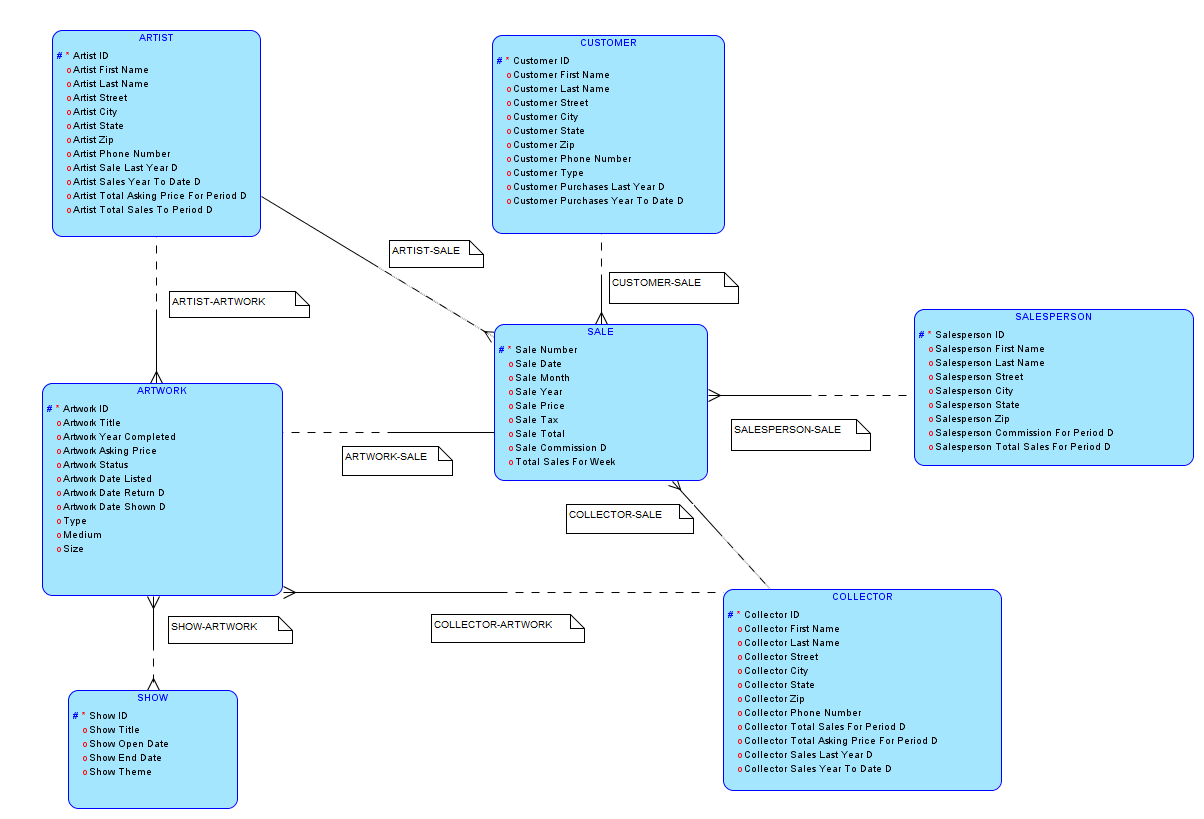 ARTIST
# * Artist ID
o Artist First Name
o Artist Last Name
o Artist Street
o Artist City
o Artist State
o Artist Zip
o Artist Phone Number
o Artist Sale Last Year D
o Artist Sales Year To Date D
o Artist Total Asking Price For Period D
o Artist Total Sales To Period D
CUSTOMER
# * Customer ID
o Customer First Name
o Customer Last Name
o Customer Street
o Customer City
o Customer State
o Customer Zip
o Customer Phone Number
o Customer Type
o Customer Purchases Last Year D
o Customer Purchases Year To Date D
ARTIST-SALE
CUSTOMER-SALE
ARTIST-ARTWORK
SALE
# * Sale Number
o Sale Date
o Sale Month
o Sale Year
o Sale Price
o Sale Tax
o Sale Total
o Sale Commission D
o Total Sales For Week
SALESPERSON
# * Salesperson ID
o Salesperson First Name
o Salesperson Last Name
o Salesperson Street
o Salesperson City
o Salesperson State
o Salesperson Zip
o Salesperson Commission For Period D
o Salesperson Total Sales For Period D
ARTWORK
# * Artwork ID
o Artwork Title
o Artwork Year Completed
o Artwork Asking Price
o Artwork Status
o Artwork Date Listed
o Artwork Date Return D
o Artwork Date Shown D
o Type
o Medium
o Size
ARTWORK-SALE
SALESPERSON-SALE
COLLECTOR-SALE
SHOW-ARTWORK
COLLECTOR-ARTWORK
COLLECTOR
# * Collector ID
o Collector First Name
o Collector Last Name
o Collector Street
o Collector City
o Collector State
o Collector Zip
o Collector Phone Number
o Collector Total Sales For Period D
o Collector Total Asking Price For Period D
o Collector Sales Last Year D
o Collector Sales Year To Date D
SHOW
# * Show ID
o Show Title
o Show Open Date
o Show End Date
o Show Theme